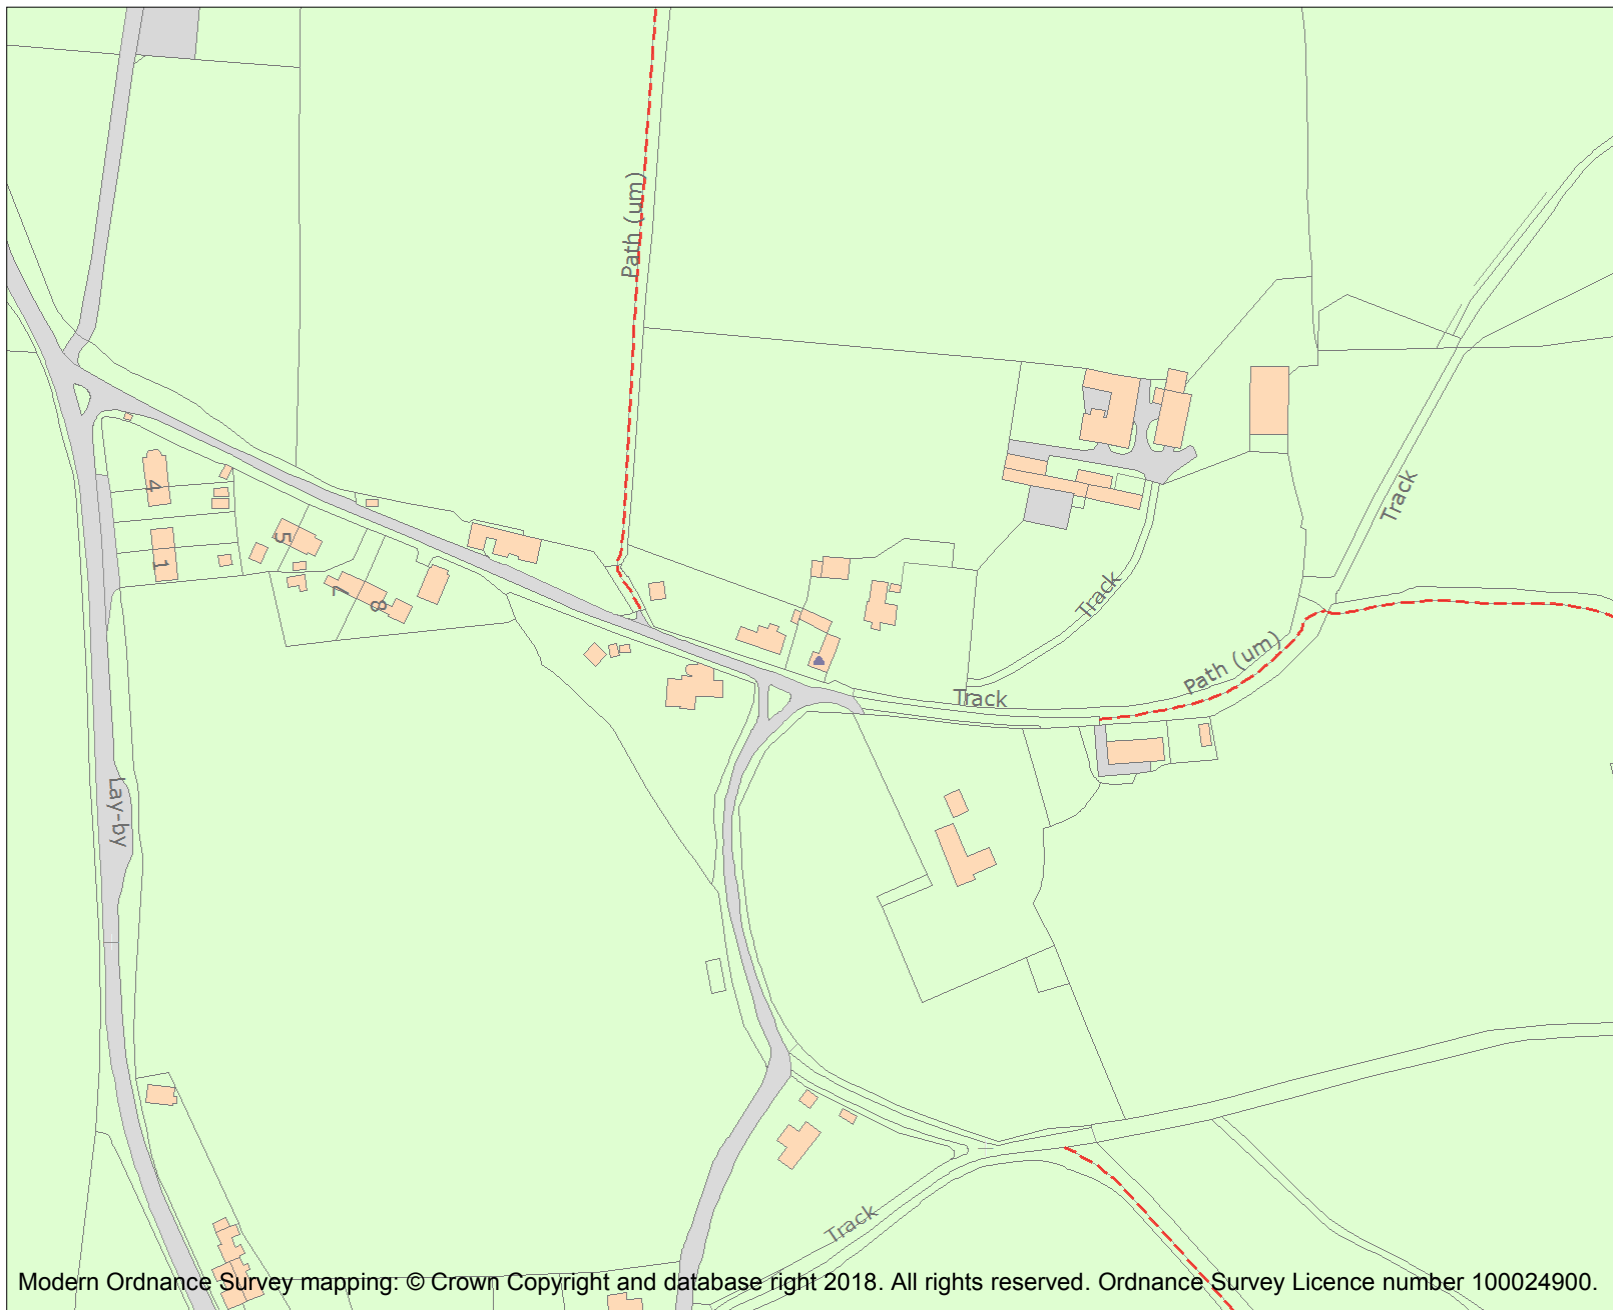 Path (um)
4
1
5
7
8
Track
Track
Path (um)
Track
Lay-by
Track
Modern Ordnance Survey mapping: © Crown Copyright and database right 2018. All rights reserved. Ordnance Survey Licence number 100024900.